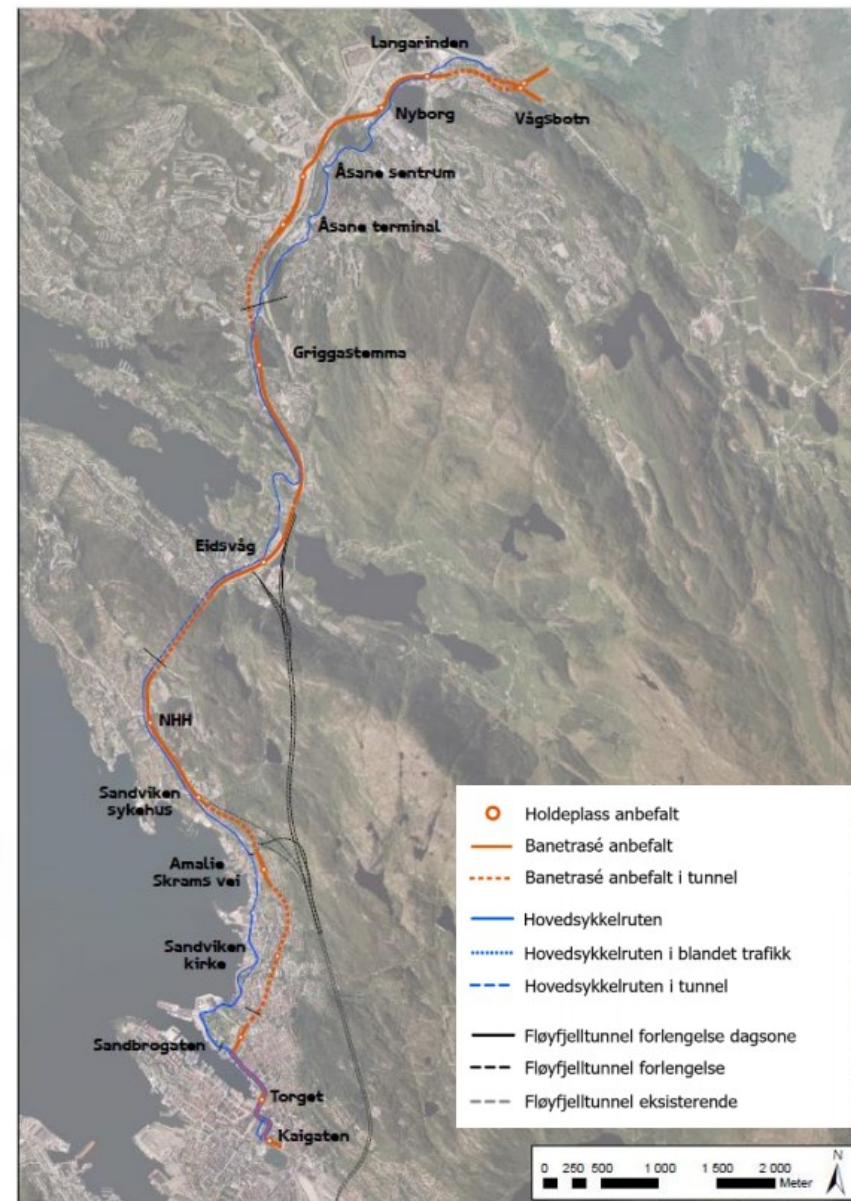 Langarinden
Nyborg
Vågsbotn
Åsane sentrum
Åsane terminal
Griggastemma
Eidsvåg
NHH
Sandviken
sykehus
Amalie
Skrams vei
Sandviken
kirke
Sandbrogaten
Torget
Kaigaten
Holdeplass anbefalt
Banetrasé anbefalt
Banetrasé anbefalt i tunnel
Hovedsykkelruten
Hovedsykkelruten i blandet trafikk
Hovedsykkelruten i tunnel
Fløyfjelltunnel forlengelse dagsone
Fløyfjelltunnel forlengelse
Fløyfjelltunnel eksisterende
N
0 250 500 1 000 1 500 2 000
Meter